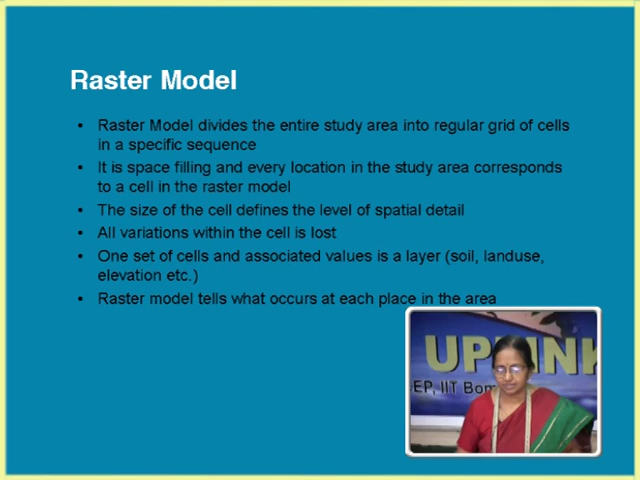 Raster Model
• Raster Model divides the entire study area into regular grid of cells
in a specific sequence
• It is space filling and every location in the study area corresponds
to a cell in the raster model
• The size of the cell defines the level of spatial detail
• All variations within the cell is lost
• One set of cells and associated values is a layer (soil, landuse,
elevation etc.)
• Raster model tells what occurs at each place in the area
UPLINK
EP, IIT Bom